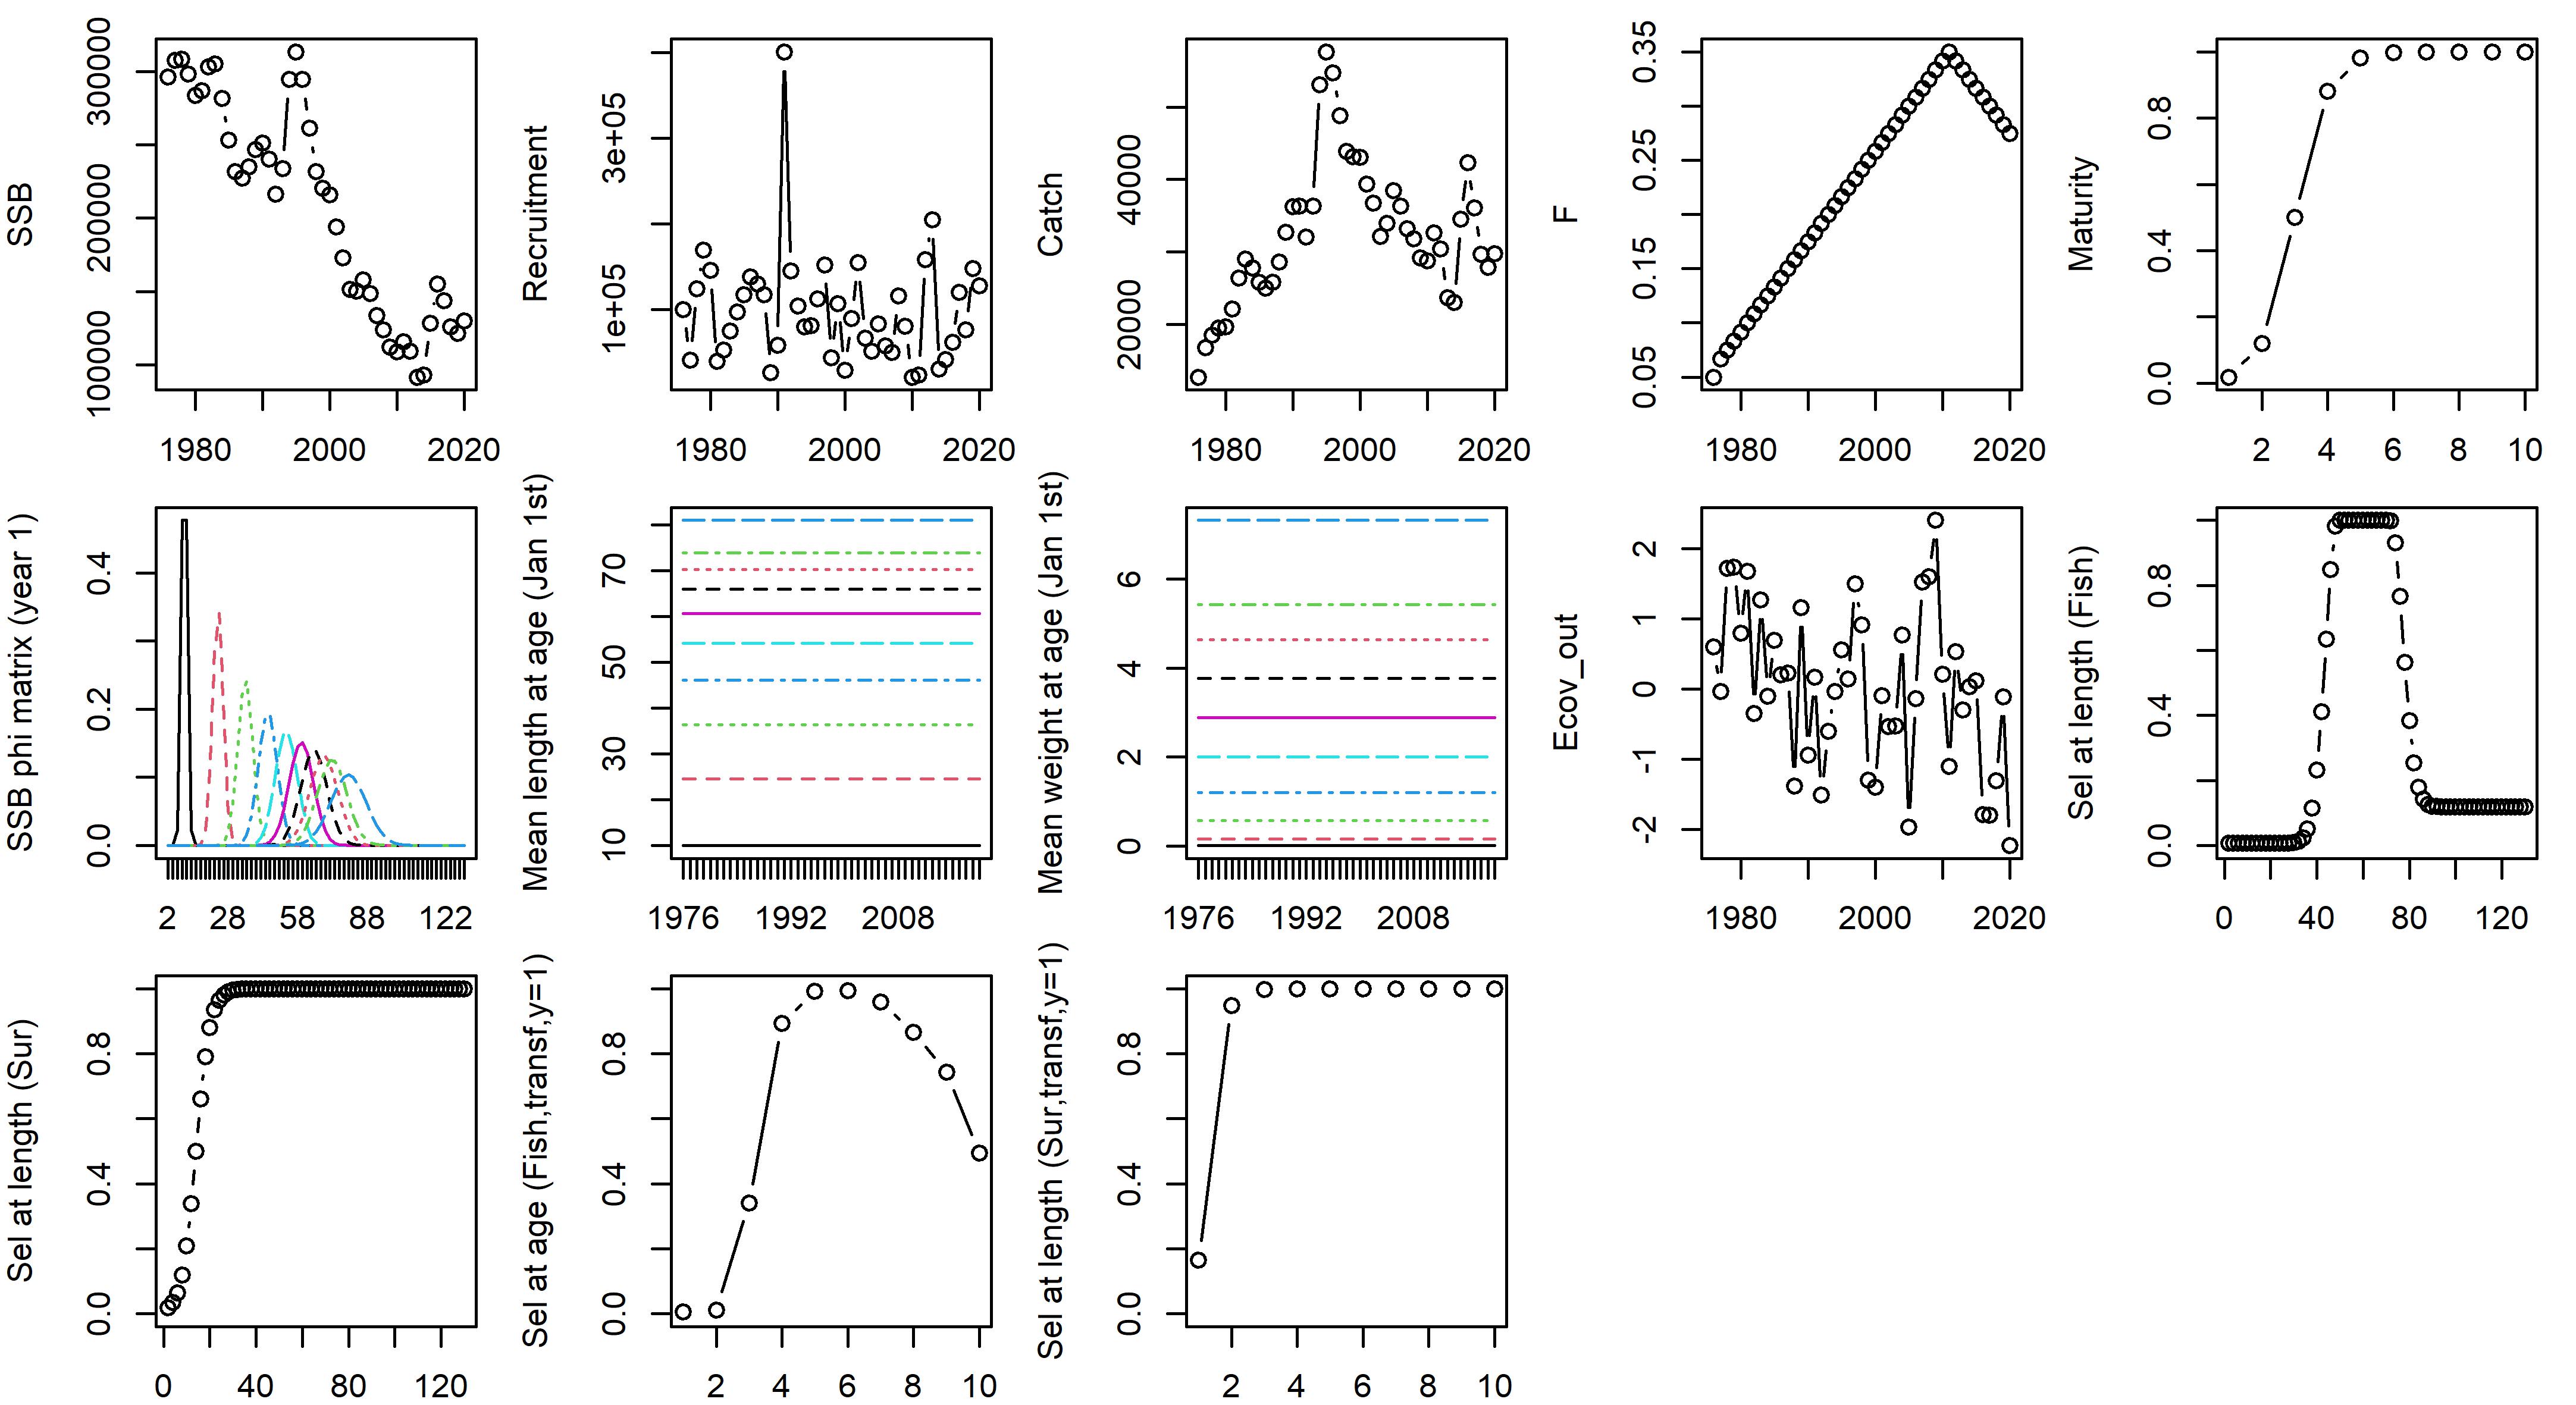 SSB
100000 200000 300000
1980 2000 2020
Recruitment
1e+05 3e+05
1980 2000 2020
Catch
20000 40000
1980 2000 2020
F
0.05 0.15 0.25 0.35
1980 2000 2020
Maturity
0.0 0.4 0.8
2 4 6 8 10
SSB phi matrix (year 1)
0.0 0.2 0.4
2 28 58 88 122
Mean length at age (Jan 1st)
10 30 50 70
1976 1992 2008
Mean weight at age (Jan 1st)
0 2 4 6
1976 1992 2008
Ecov_out
-2 -1 0 1 2
1980 2000 2020
Sel at length (Fish)
0.0 0.4 0.8
0 40 80 120
Sel at length (Sur)
0.0 0.4 0.8
0 40 80 120
Sel at age (Fish,transf,y=1)
0.0 0.4 0.8
2 4 6 8 10
Sel at length (Sur,transf,y=1)
0.0 0.4 0.8
2 4 6 8 10